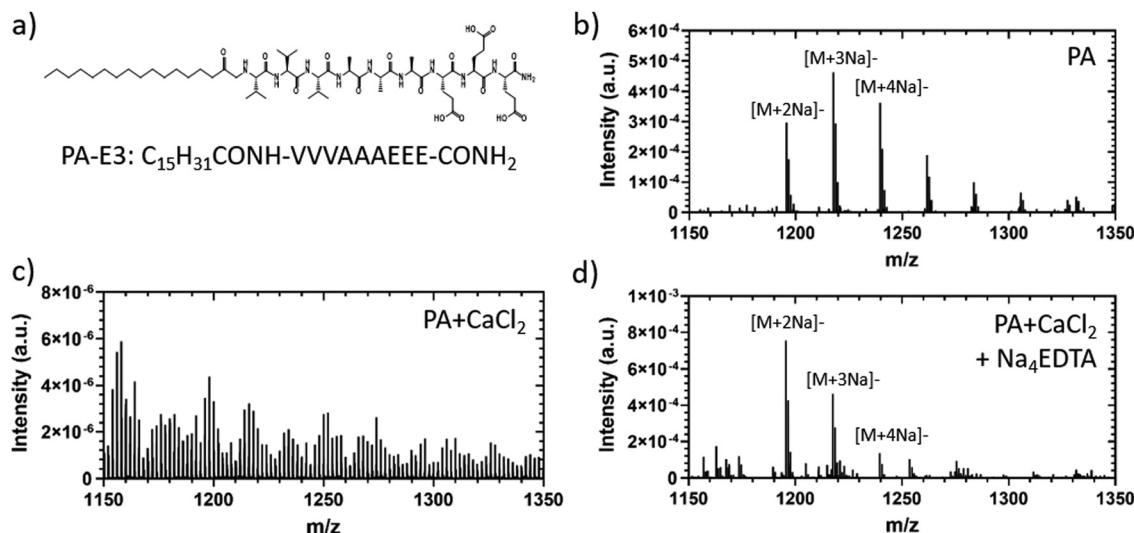 a)
O
H
N
O
NH2
HO
OH
PA-E3: C15H31CONH-VVVAAAEEE-CONH2
b)
PA
[M+2Na]-
[M+3Na]-
[M+4Na]-
Intensity (a.u.)
6×10-4
5×10-4
4×10-4
3×10-4
2×10-4
1×10-4
0
1150 1200 1250 1300 1350
m/z
c)
PA+CaCl2
Intensity (a.u.)
8×10-6
6×10-6
4×10-6
2×10-6
0
1150 1200 1250 1300 1350
m/z
d)
PA+CaCl2
+ Na4EDTA
[M+2Na]-
[M+3Na]-
[M+4Na]-
Intensity (a.u.)
1×10-3
8×10-4
6×10-4
4×10-4
2×10-4
0
1150 1200 1250 1300 1350
m/z